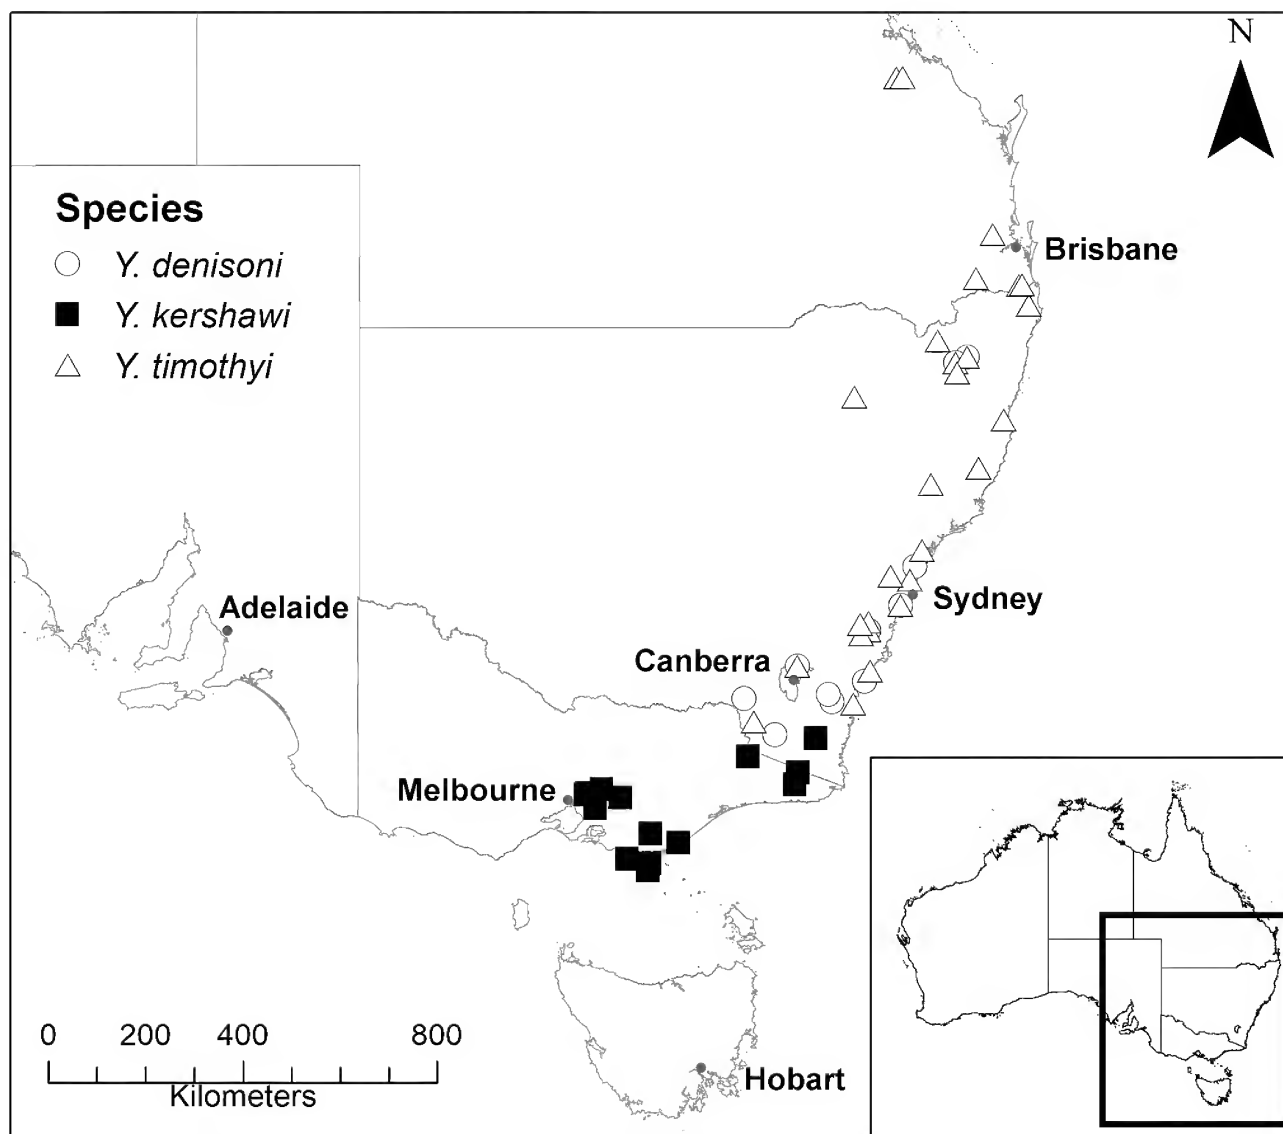 N
Species
Y. denisoni
Y. kershawi
Y. timothyi
Brisbane
Adelaide
Sydney
Canberra
Melbourne
Hobart
0 200 400 800
Kilometers